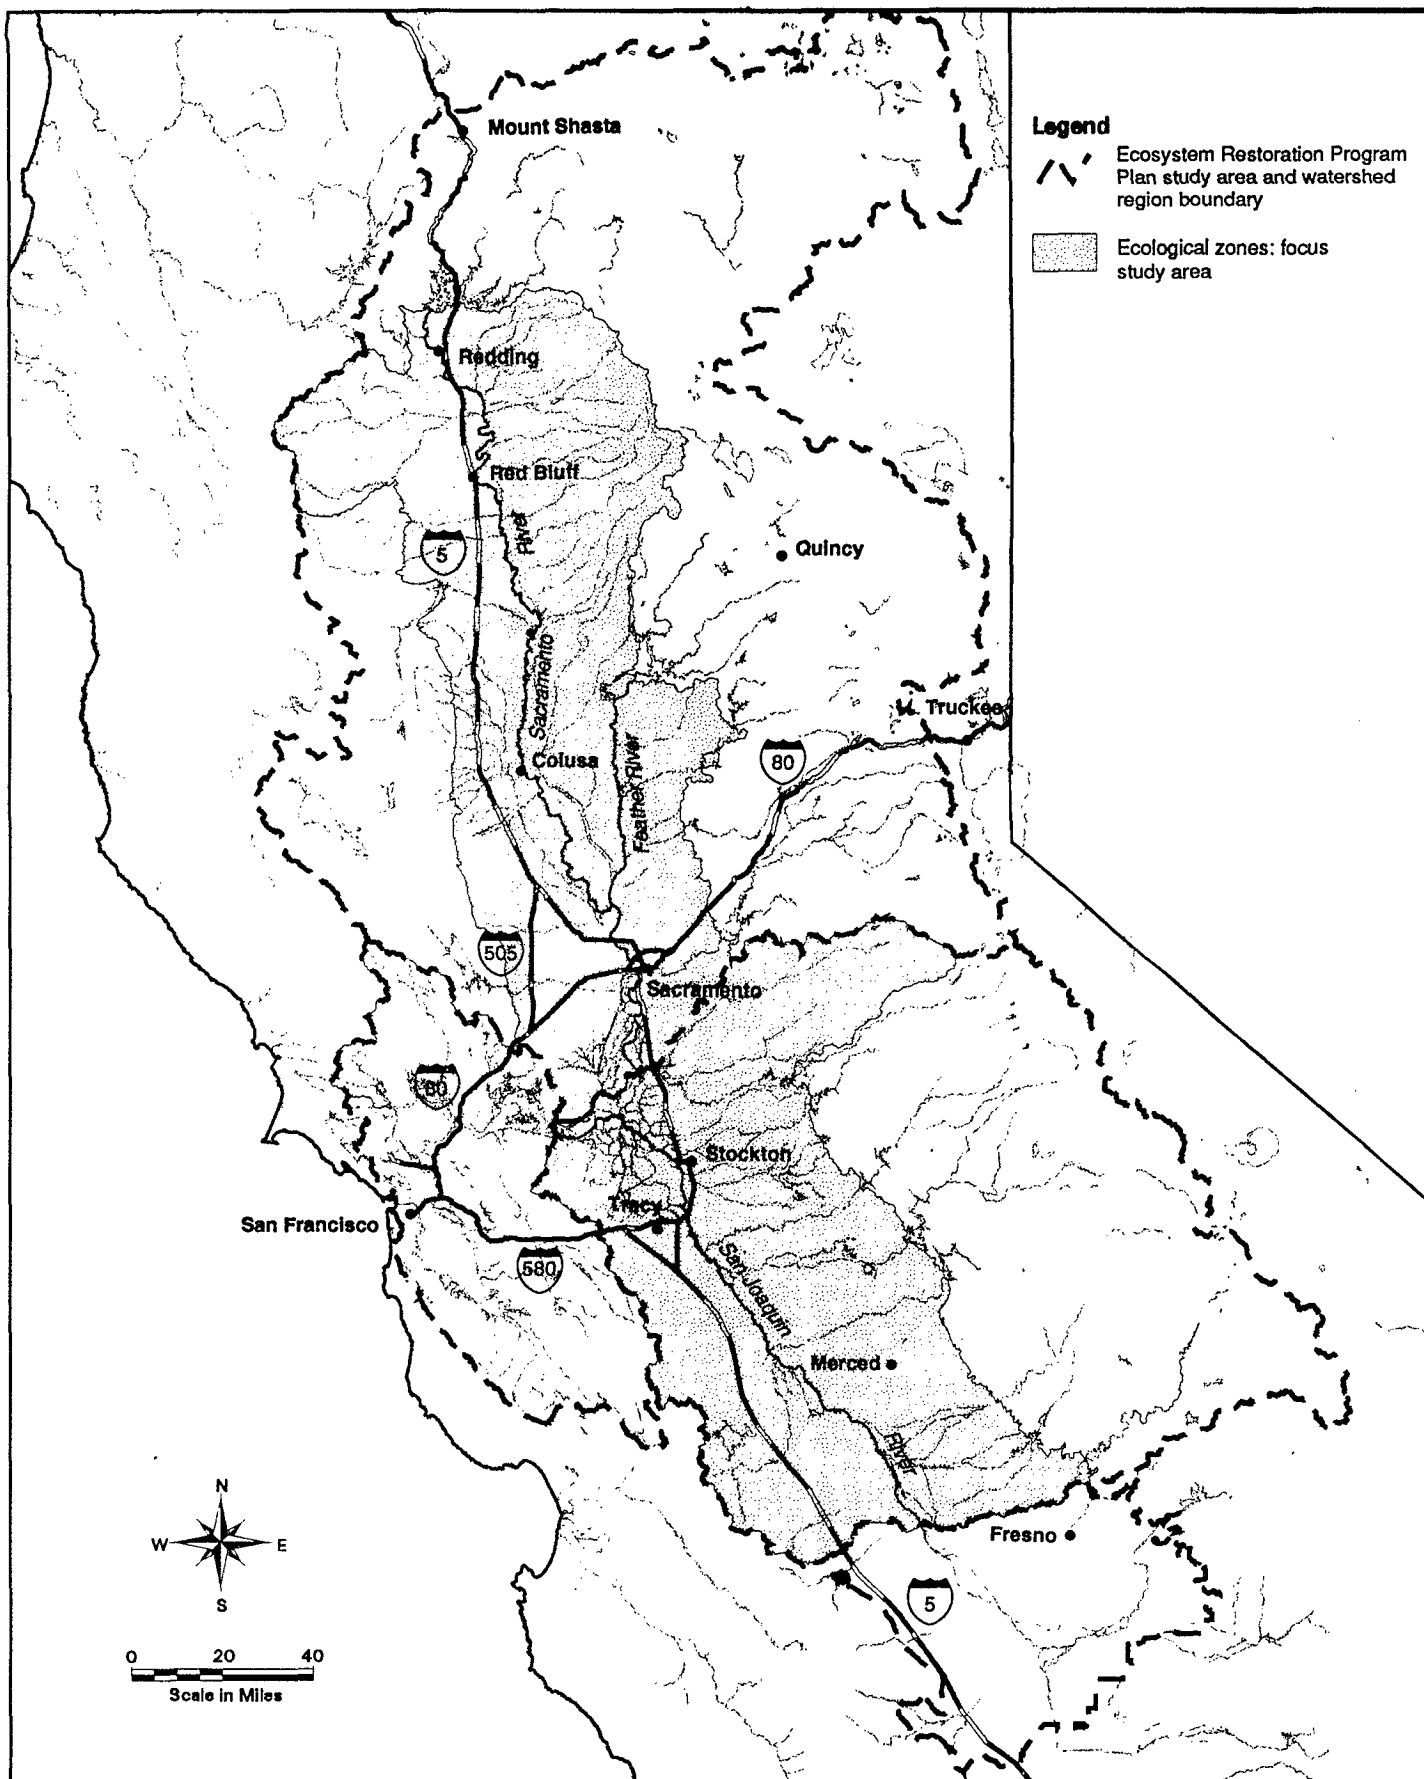 Mount Shasta
Legend
Ecosystem Restoration Program
Plan study area and watershed
region boundary
Ecological zones: focus
study area
Redding
Red Bluff
River
5
Quincy
Sacramento
Truckee
Colusa
80
Feather River
505
Sacramento
80
Stockton
Tracy
San Francisco
580
San Joaquin
Merced
River
N
W
E
S
Fresno
5
0
20
40
Scale in Miles